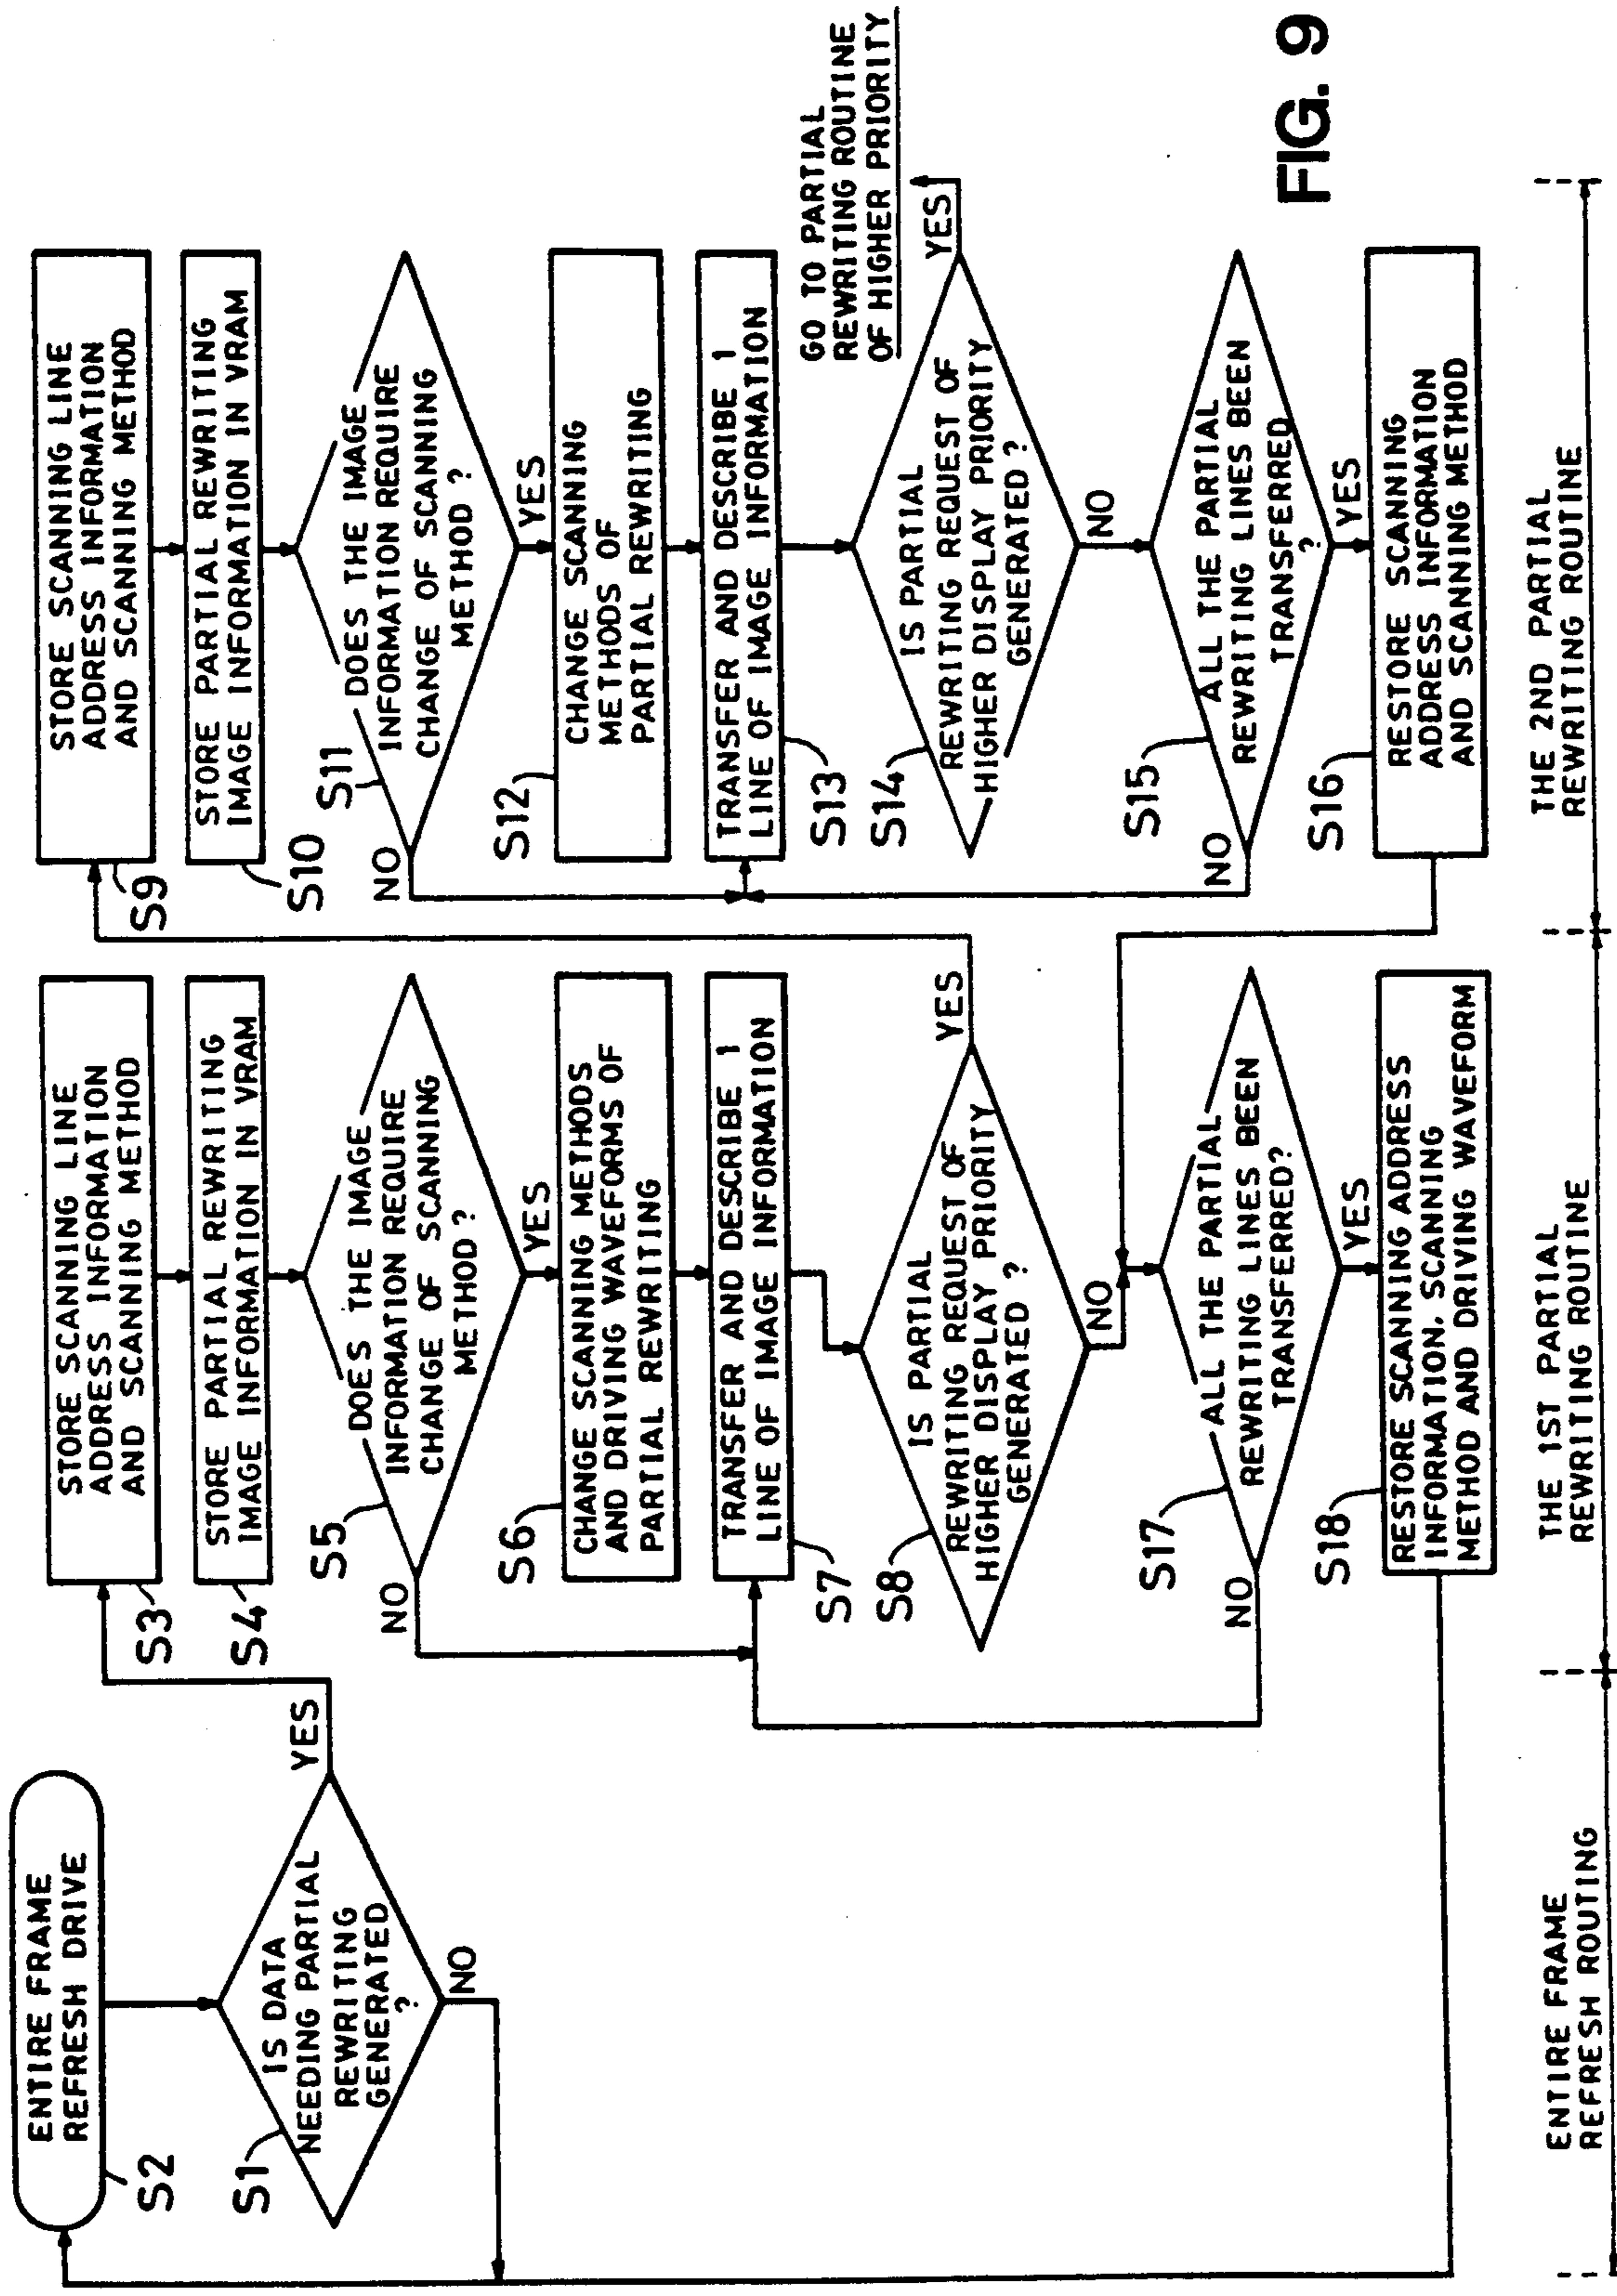 ENTIRE FRAME
REFRESH DRIVE
S2
S1
IS DATA
NEEDING PARTIAL
REWRITING
GENERATED
?
YES
NO
STORE SCANNING LINE
ADDRESS INFORMATION
AND SCANNING METHOD
S3
STORE PARTIAL REWRITING
IMAGE INFORMATION IN VRAM
S4
S5
DOES THE IMAGE
INFORMATION REQUIRE
CHANGE OF SCANNING
METHOD ?
NO
YES
S6
CHANGE SCANNING METHODS
AND DRIVING WAVEFORMS OF
PARTIAL REWRITING
TRANSFER AND DESCRIBE 1
LINE OF IMAGE INFORMATION
S7
S8
IS PARTIAL
REWRITING REQUEST OF
HIGHER DISPLAY PRIORITY
GENERATED ?
YES
NO
S17
ALL THE PARTIAL
REWRITING LINES BEEN
TRANSFERRED?
NO
YES
S18
RESTORE SCANNING ADDRESS
INFORMATION, SCANNING
METHOD AND DRIVING WAVEFORM
STORE SCANNING LINE
ADDRESS INFORMATION
AND SCANNING METHOD
S9
STORE PARTIAL REWRITING
IMAGE INFORMATION IN VRAM
S10
S11
DOES THE IMAGE
INFORMATION REQUIRE
CHANGE OF SCANNING
METHOD ?
NO
YES
S12
CHANGE SCANNING
METHODS OF
PARTIAL REWRITING
TRANSFER AND DESCRIBE 1
LINE OF IMAGE INFORMATION
S13
S14
IS PARTIAL
REWRITING REQUEST OF
HIGHER DISPLAY PRIORITY
GENERATED ?
YES
GO TO PARTIAL
REWRITING ROUTINE
OF HIGHER PRIORITY
NO
S15
ALL THE PARTIAL
REWRITING LINES BEEN
TRANSFERRED
?
NO
YES
S16
RESTORE SCANNING
ADDRESS INFORMATION
AND SCANNING METHOD
ENTIRE FRAME
REFRESH ROUTING
THE 1ST PARTIAL
REWRITING ROUTINE
THE 2ND PARTIAL
REWRITING ROUTINE
FIG. 9